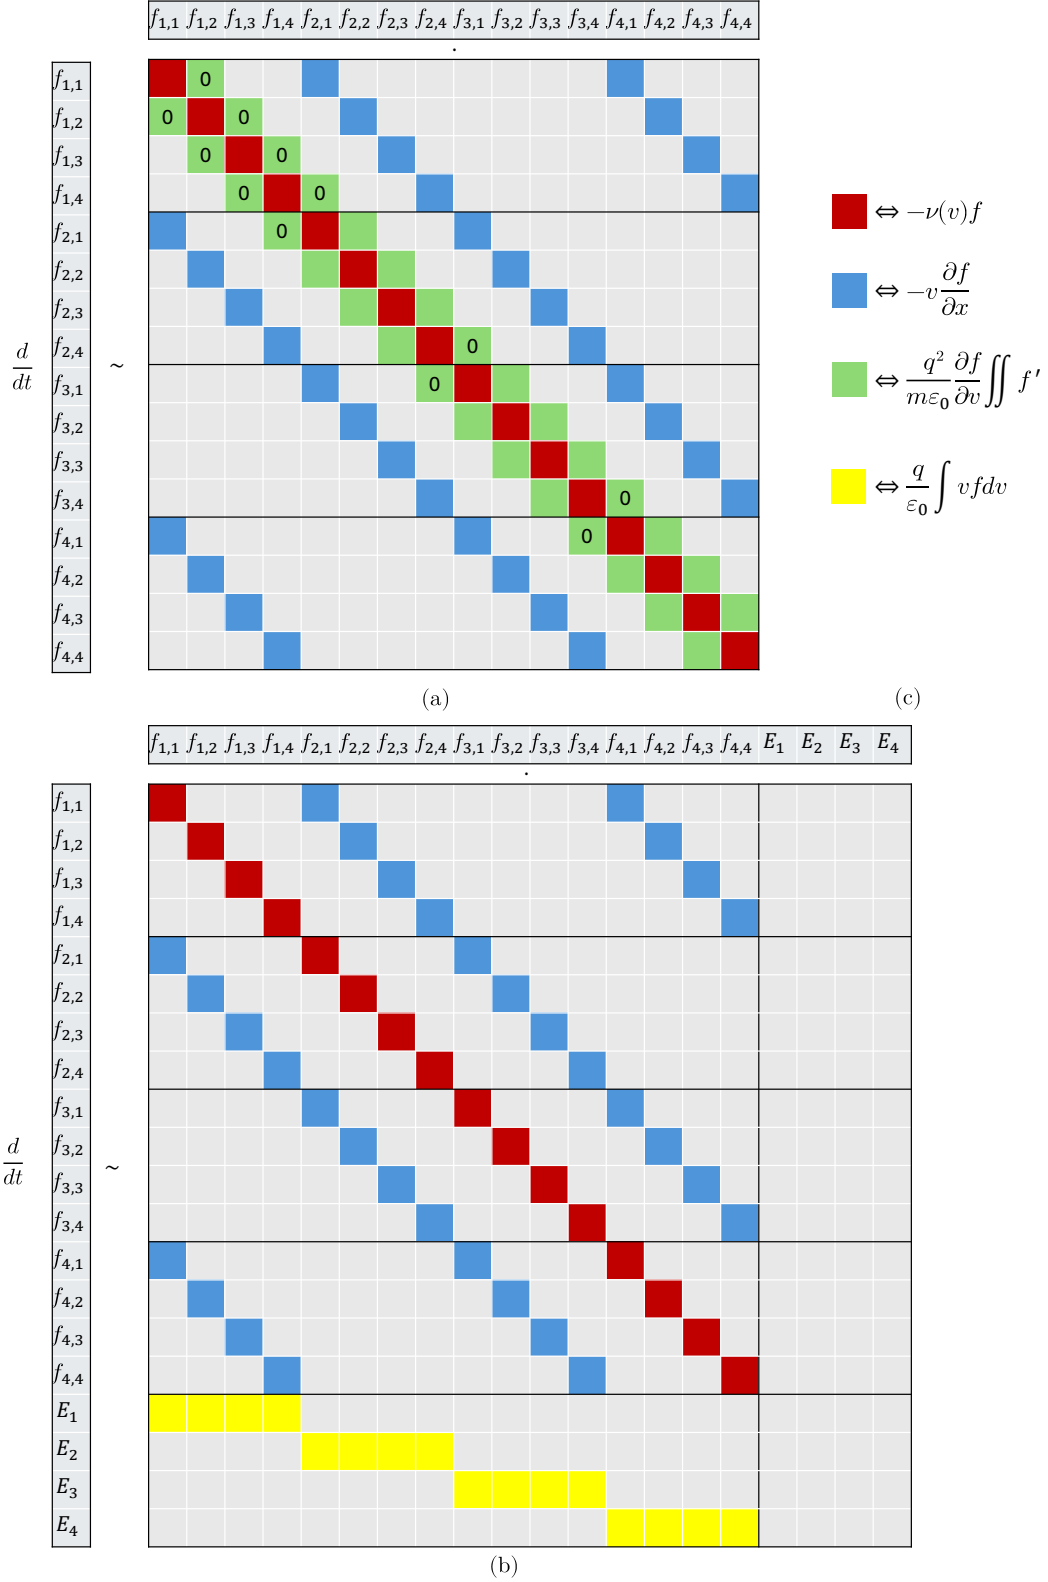 f1,1 f1,2 f1,3 f1,4 f2,1 f2,2 f2,3 f2,4 f3,1 f3,2 f3,3 f3,4 f4,1 f4,2 f4,3 f4,4
.
f1,1 0
f1,2 0 0
f1,3 0 0
f1,4 0 0
f2,1 0
f2,2
f2,3
f2,4 0
d/dt ~
f3,1 0
f3,2
f3,3
f3,4 0
f4,1 0
f4,2
f4,3
f4,4
⇔ −ν(v)f
⇔ −v ∂f/∂x
⇔ q²/mε₀ ∂f/∂v ∬ f′
⇔ q/ε₀ ∫ vfdv
(a) (c)
f1,1 f1,2 f1,3 f1,4 f2,1 f2,2 f2,3 f2,4 f3,1 f3,2 f3,3 f3,4 f4,1 f4,2 f4,3 f4,4 E1 E2 E3 E4
.
f1,1
f1,2
f1,3
f1,4
f2,1
f2,2
f2,3
f2,4
f3,1
f3,2
d/dt ~
f3,3
f3,4
f4,1
f4,2
f4,3
f4,4
E1
E2
E3
E4
(b)